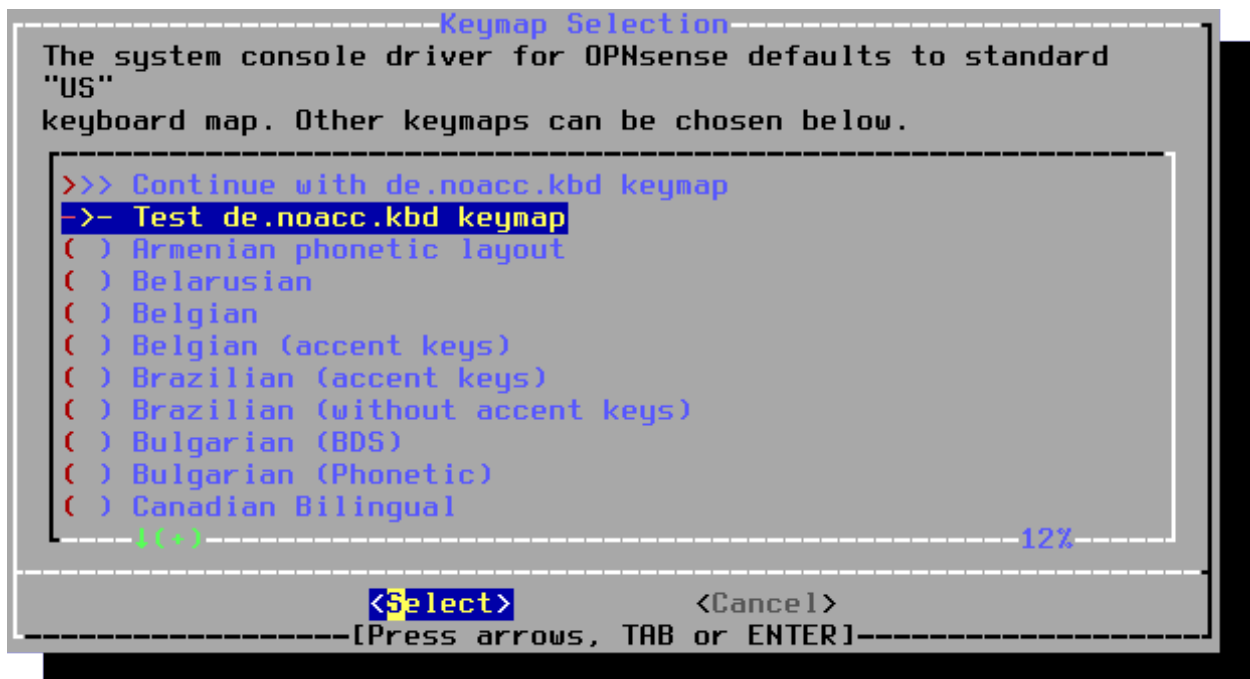 Keymap Selection
The system console driver for OPNsense defaults to standard
"US"
keyboard map. Other keymaps can be chosen below.
>>> Continue with de.noacc.kbd keymap
->- Test de.noacc.kbd keymap
( ) Armenian phonetic layout
( ) Belarusian
( ) Belgian
( ) Belgian (accent keys)
( ) Brazilian (accent keys)
( ) Brazilian (without accent keys)
( ) Bulgarian (BDS)
( ) Bulgarian (Phonetic)
( ) Canadian Bilingual
↓(+) 12%
<Select> <Cancel>
[Press arrows, TAB or ENTER]